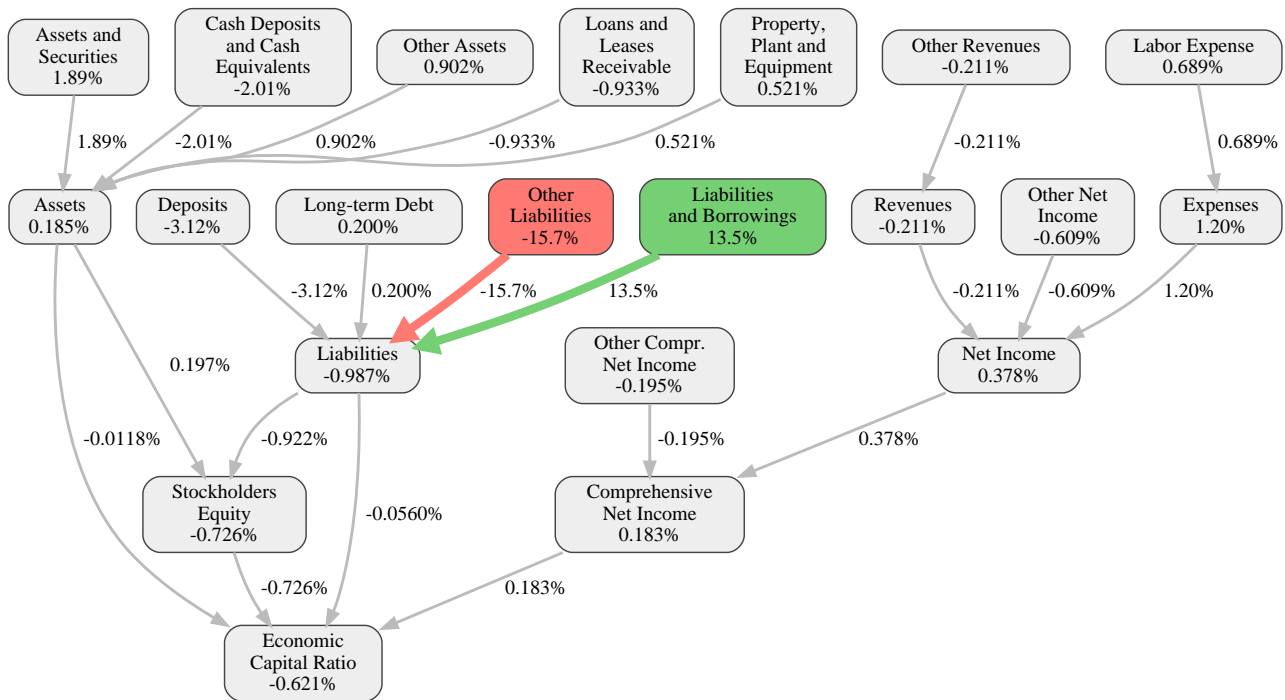 Assets and
Securities
1.89%
Cash Deposits
and Cash
Equivalents
-2.01%
Other Assets
0.902%
Loans and
Leases
Receivable
-0.933%
Property,
Plant and
Equipment
0.521%
Other Revenues
-0.211%
Labor Expense
0.689%
1.89%
-2.01%
0.902%
-0.933%
0.521%
-0.211%
0.689%
Assets
0.185%
Deposits
-3.12%
Long-term Debt
0.200%
Other
Liabilities
-15.7%
Liabilities
and Borrowings
13.5%
Revenues
-0.211%
Other Net
Income
-0.609%
Expenses
1.20%
-3.12%
0.200%
-15.7%
13.5%
-0.211%
-0.609%
1.20%
0.197%
Liabilities
-0.987%
Other Compr.
Net Income
-0.195%
Net Income
0.378%
-0.0118%
-0.922%
-0.195%
0.378%
Stockholders
Equity
-0.726%
-0.0560%
Comprehensive
Net Income
0.183%
-0.726%
0.183%
Economic
Capital Ratio
-0.621%